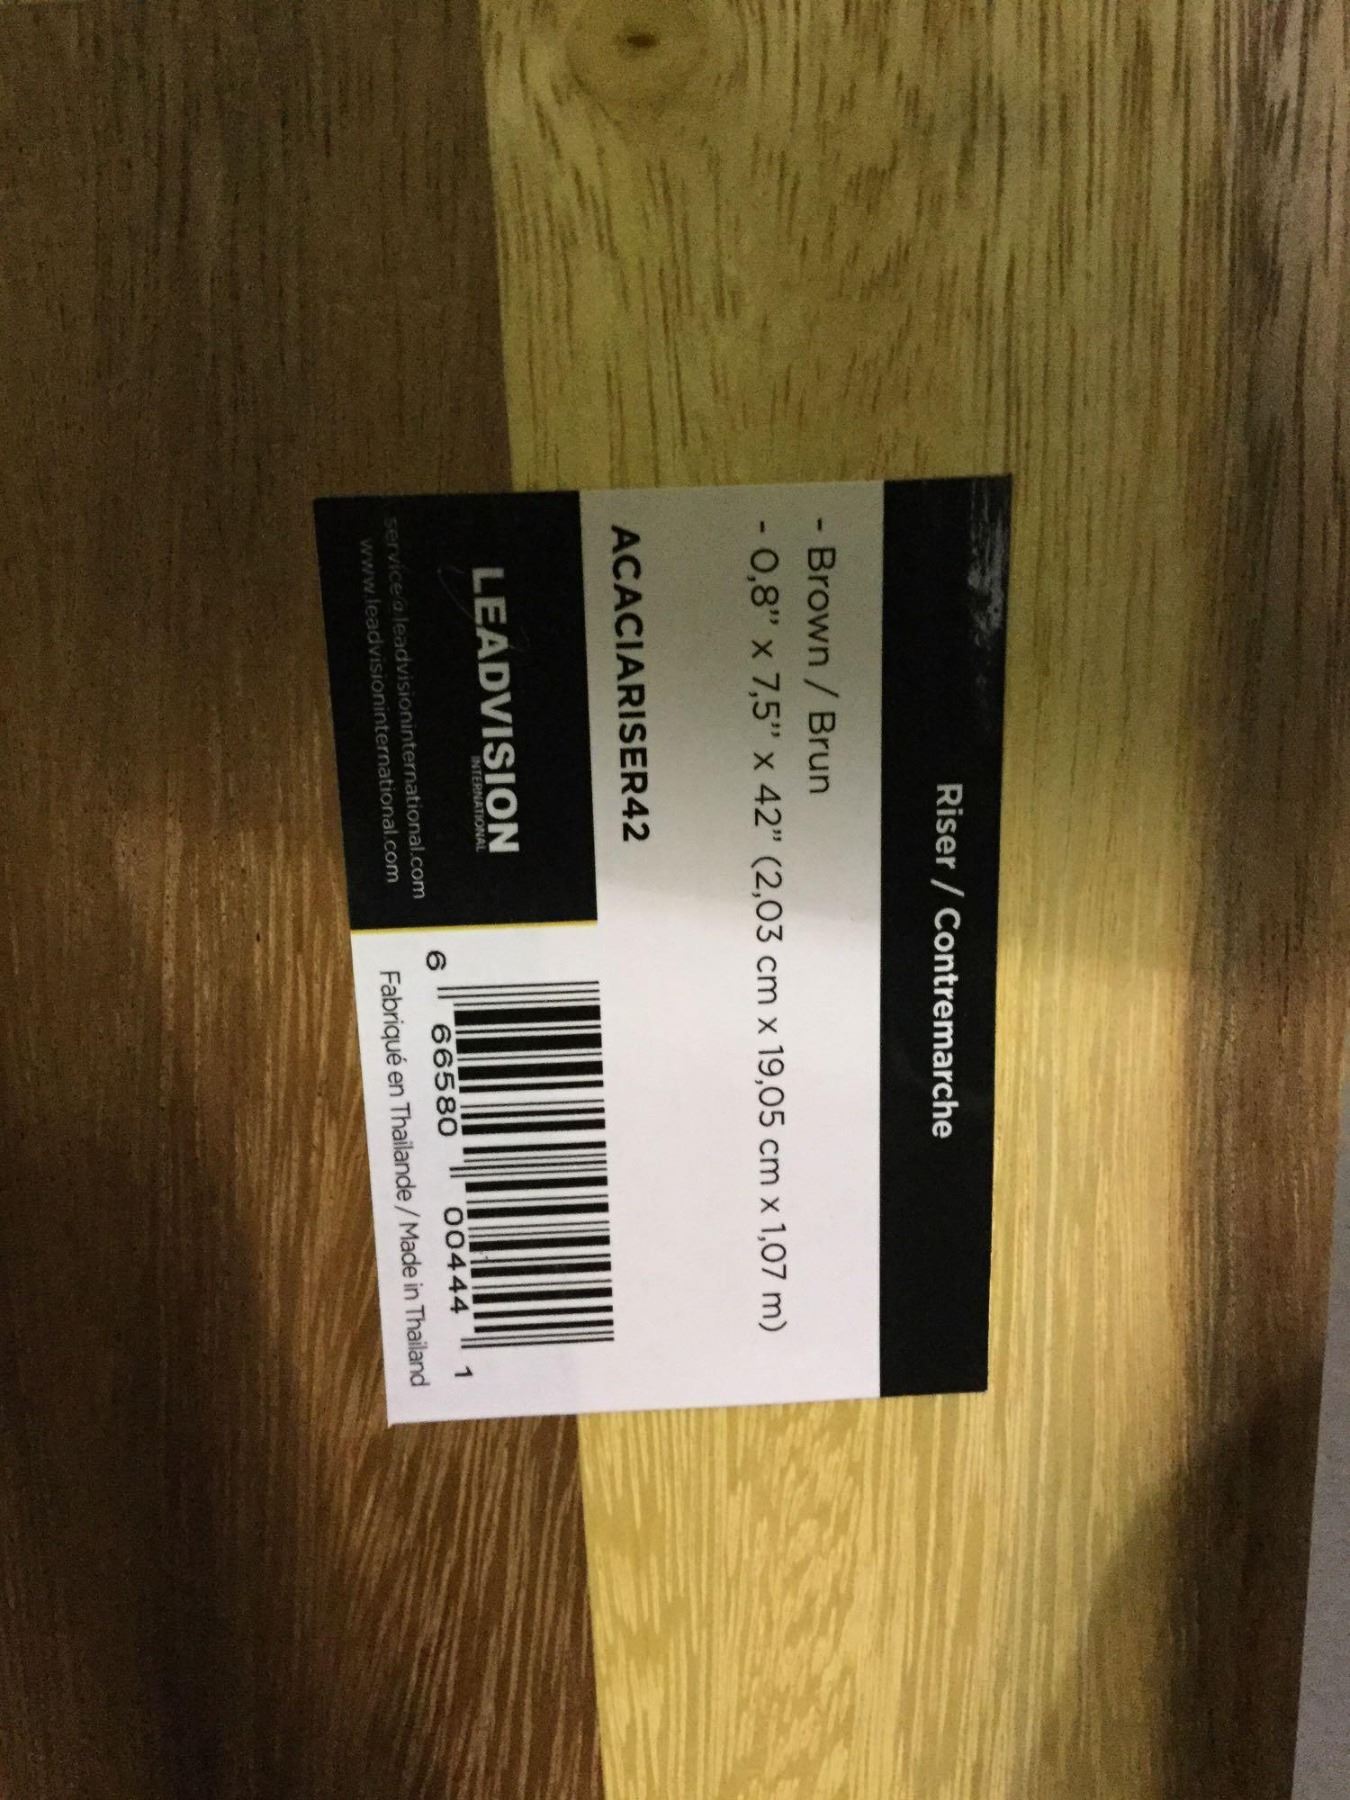 Riser / Contremarche
- Brown / Brun
- 0,8" x 7,5" x 42" (2,03 cm x 19,05 cm x 1,07 m)
ACACIARISER42
LEADVISION
INTERNATIONAL
service@leadvisioninternational.com
www.leadvisioninternational.com
6 66580 00444 1
Fabriqué en Thaïlande / Made in Thailand